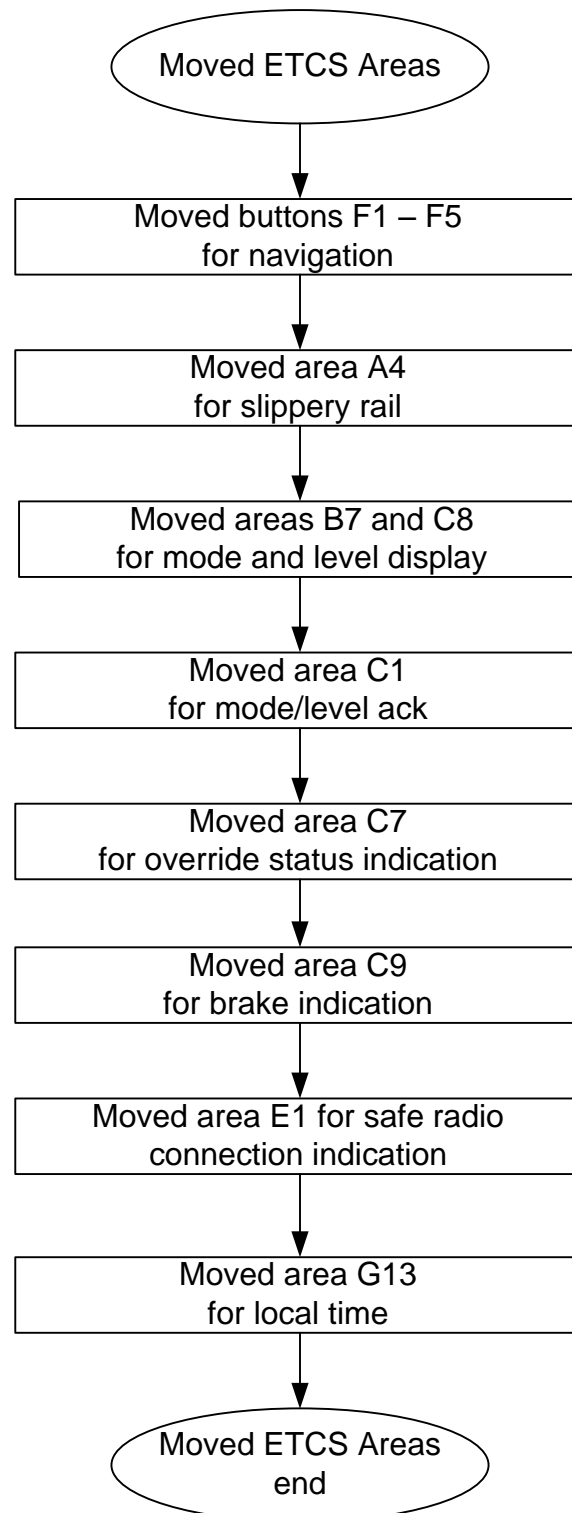 Moved ETCS Areas
Moved buttons F1 – F5
for navigation
Moved area A4
for slippery rail
Moved areas B7 and C8
for mode and level display
Moved area C1
for mode/level ack
Moved area C7
for override status indication
Moved area C9
for brake indication
Moved area E1 for safe radio
connection indication
Moved area G13
for local time
Moved ETCS Areas
end